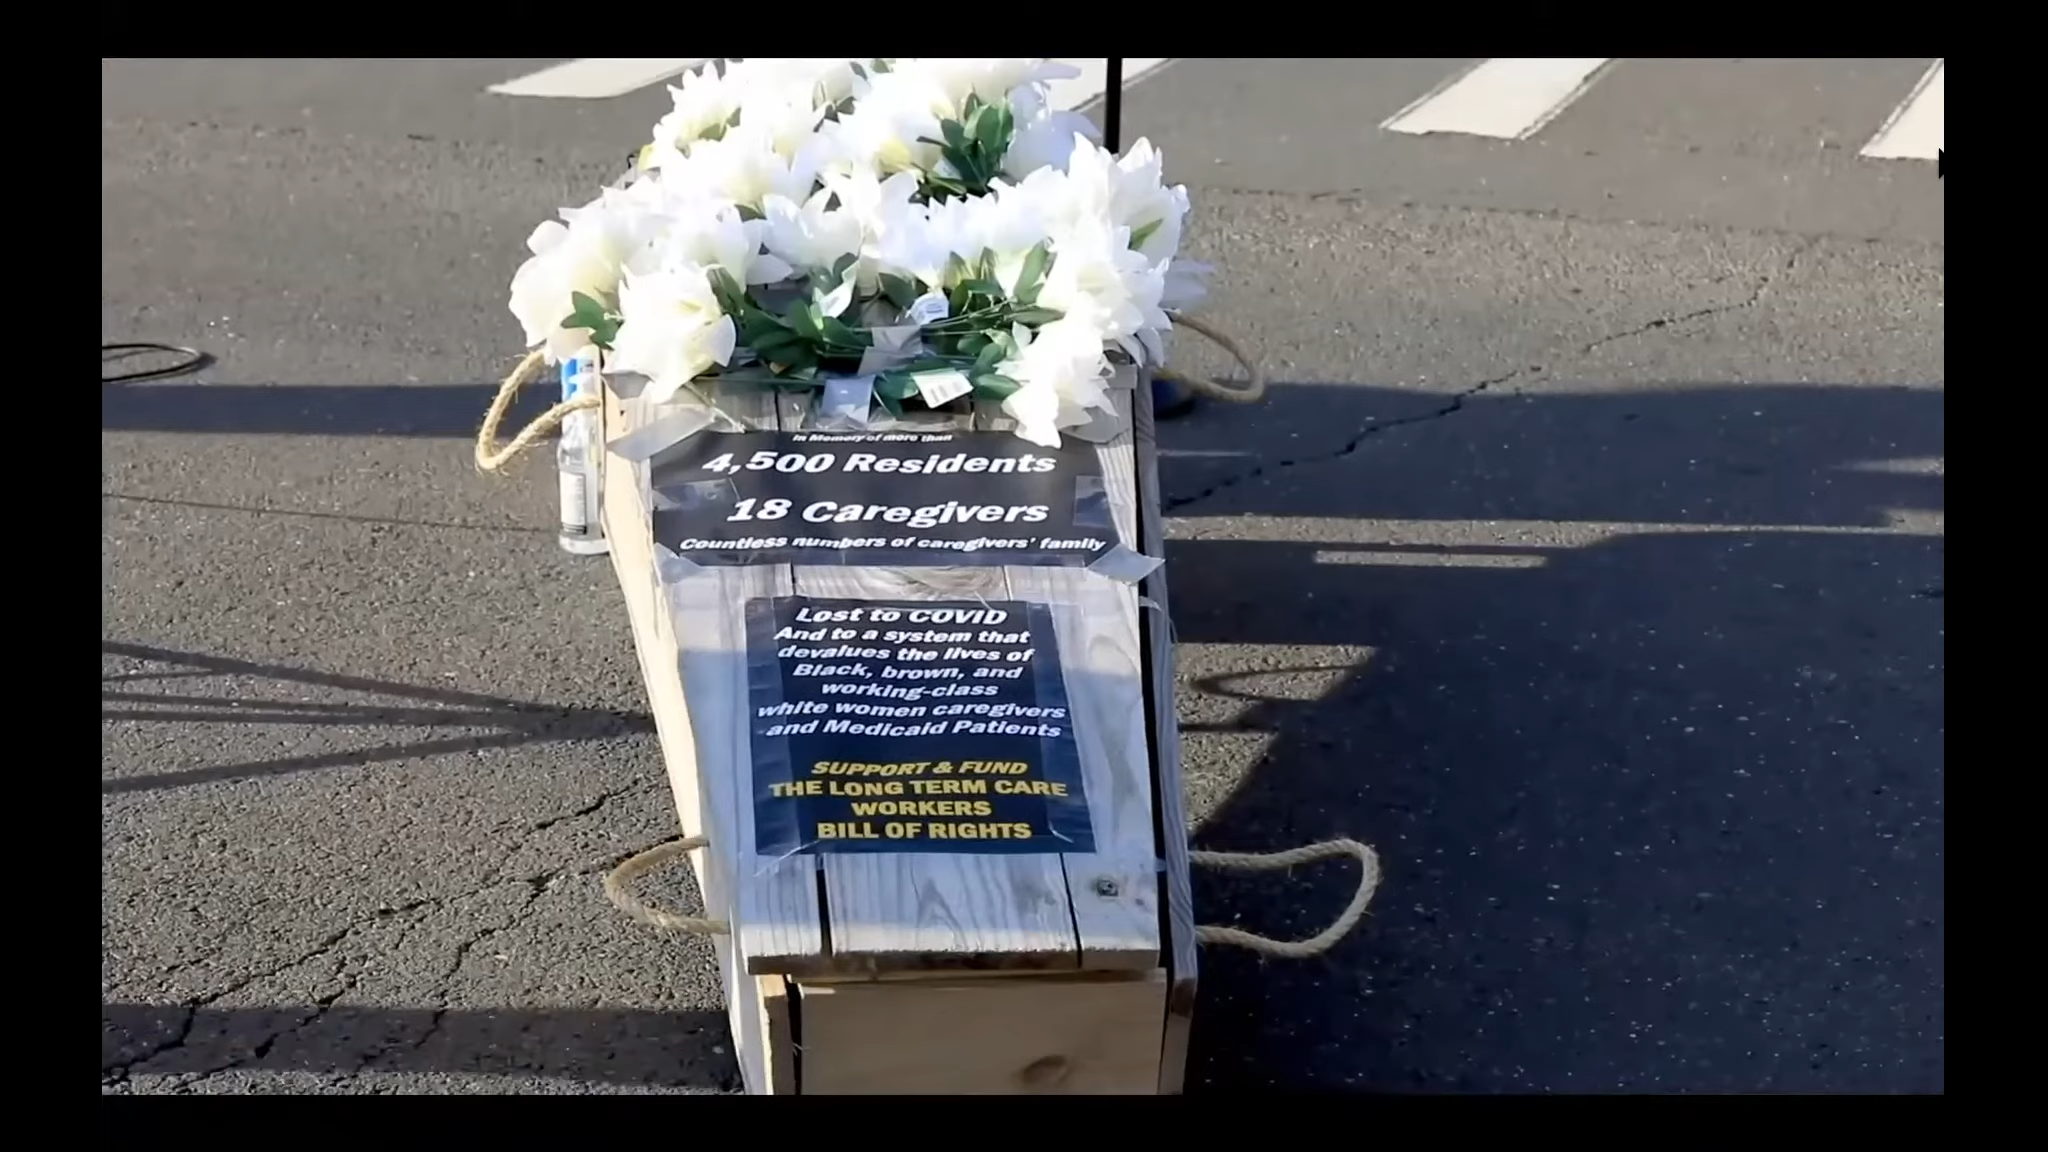 In Memory of more than
4,500 Residents
18 Caregivers
Countless numbers of caregivers' family
Lost to COVID
And to a system that
devalues the lives of
Black, brown, and
working-class
white women caregivers
and Medicaid Patients
SUPPORT & FUND
THE LONG TERM CARE
WORKERS
BILL OF RIGHTS